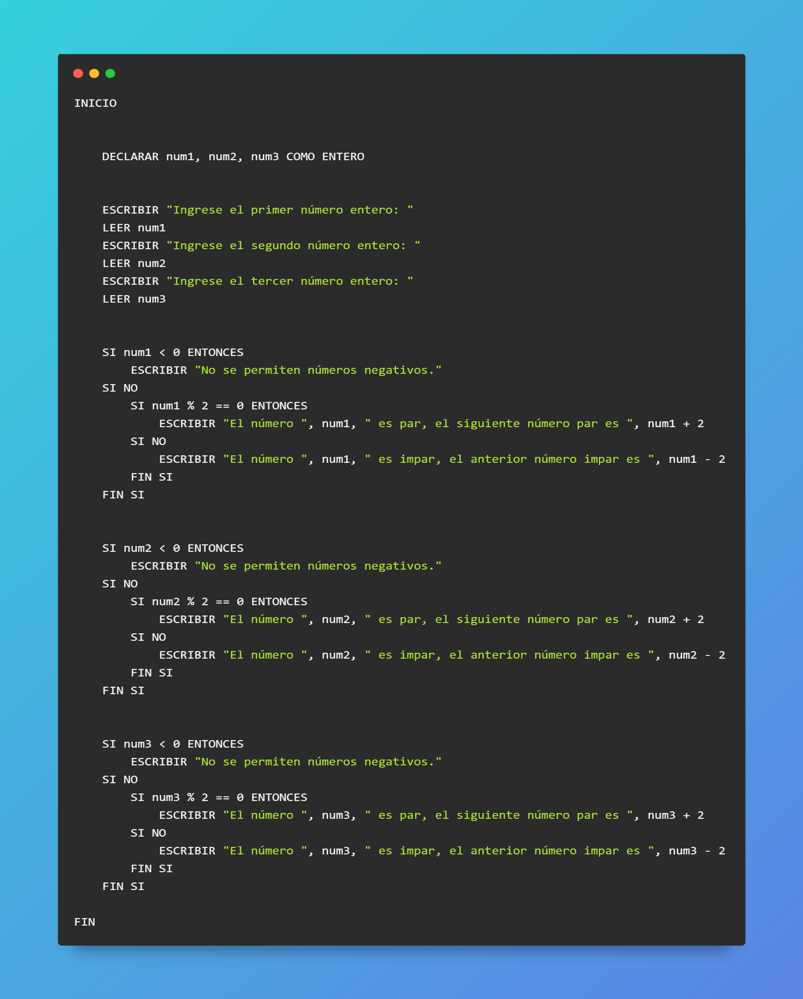 INICIO
DECLARAR num1, num2, num3 COMO ENTERO
ESCRIBIR "Ingrese el primer número entero: "
LEER num1
ESCRIBIR "Ingrese el segundo número entero: "
LEER num2
ESCRIBIR "Ingrese el tercer número entero: "
LEER num3
SI num1 < 0 ENTONCES
ESCRIBIR "No se permiten números negativos."
SI NO
SI num1 % 2 == 0 ENTONCES
ESCRIBIR "El número ", num1, " es par, el siguiente número par es ", num1 + 2
SI NO
ESCRIBIR "El número ", num1, " es impar, el anterior número impar es ", num1 - 2
FIN SI
FIN SI
SI num2 < 0 ENTONCES
ESCRIBIR "No se permiten números negativos."
SI NO
SI num2 % 2 == 0 ENTONCES
ESCRIBIR "El número ", num2, " es par, el siguiente número par es ", num2 + 2
SI NO
ESCRIBIR "El número ", num2, " es impar, el anterior número impar es ", num2 - 2
FIN SI
FIN SI
SI num3 < 0 ENTONCES
ESCRIBIR "No se permiten números negativos."
SI NO
SI num3 % 2 == 0 ENTONCES
ESCRIBIR "El número ", num3, " es par, el siguiente número par es ", num3 + 2
SI NO
ESCRIBIR "El número ", num3, " es impar, el anterior número impar es ", num3 - 2
FIN SI
FIN SI
FIN